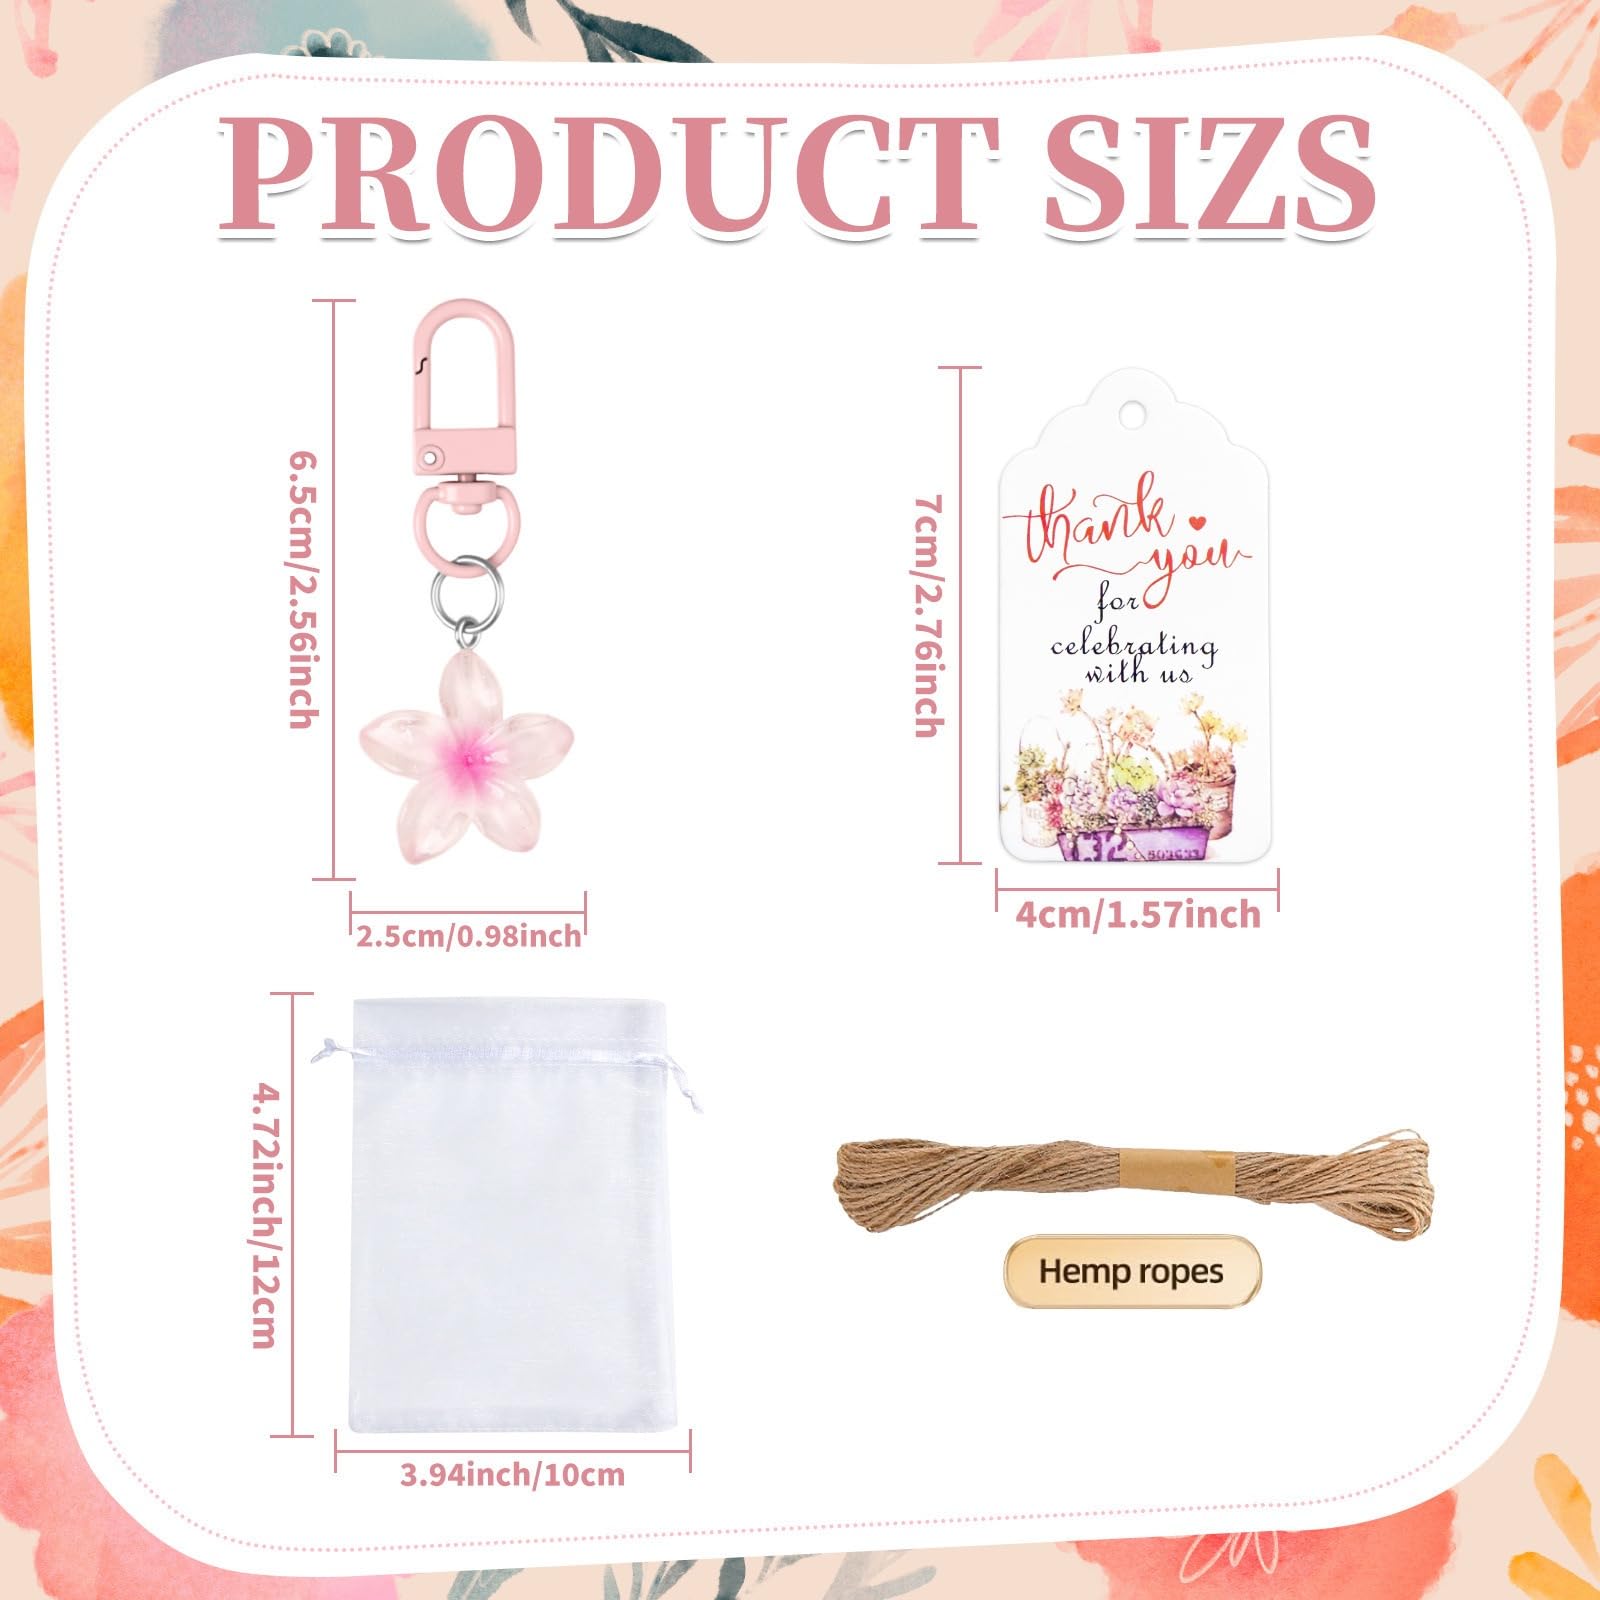 PRODUCT SIZS
6.5cm/2.56inch
2.5cm/0.98inch
7cm/2.76inch
thank
you
for
celebrating
with us
4cm/1.57inch
4.72inch/12cm
3.94inch/10cm
Hemp ropes